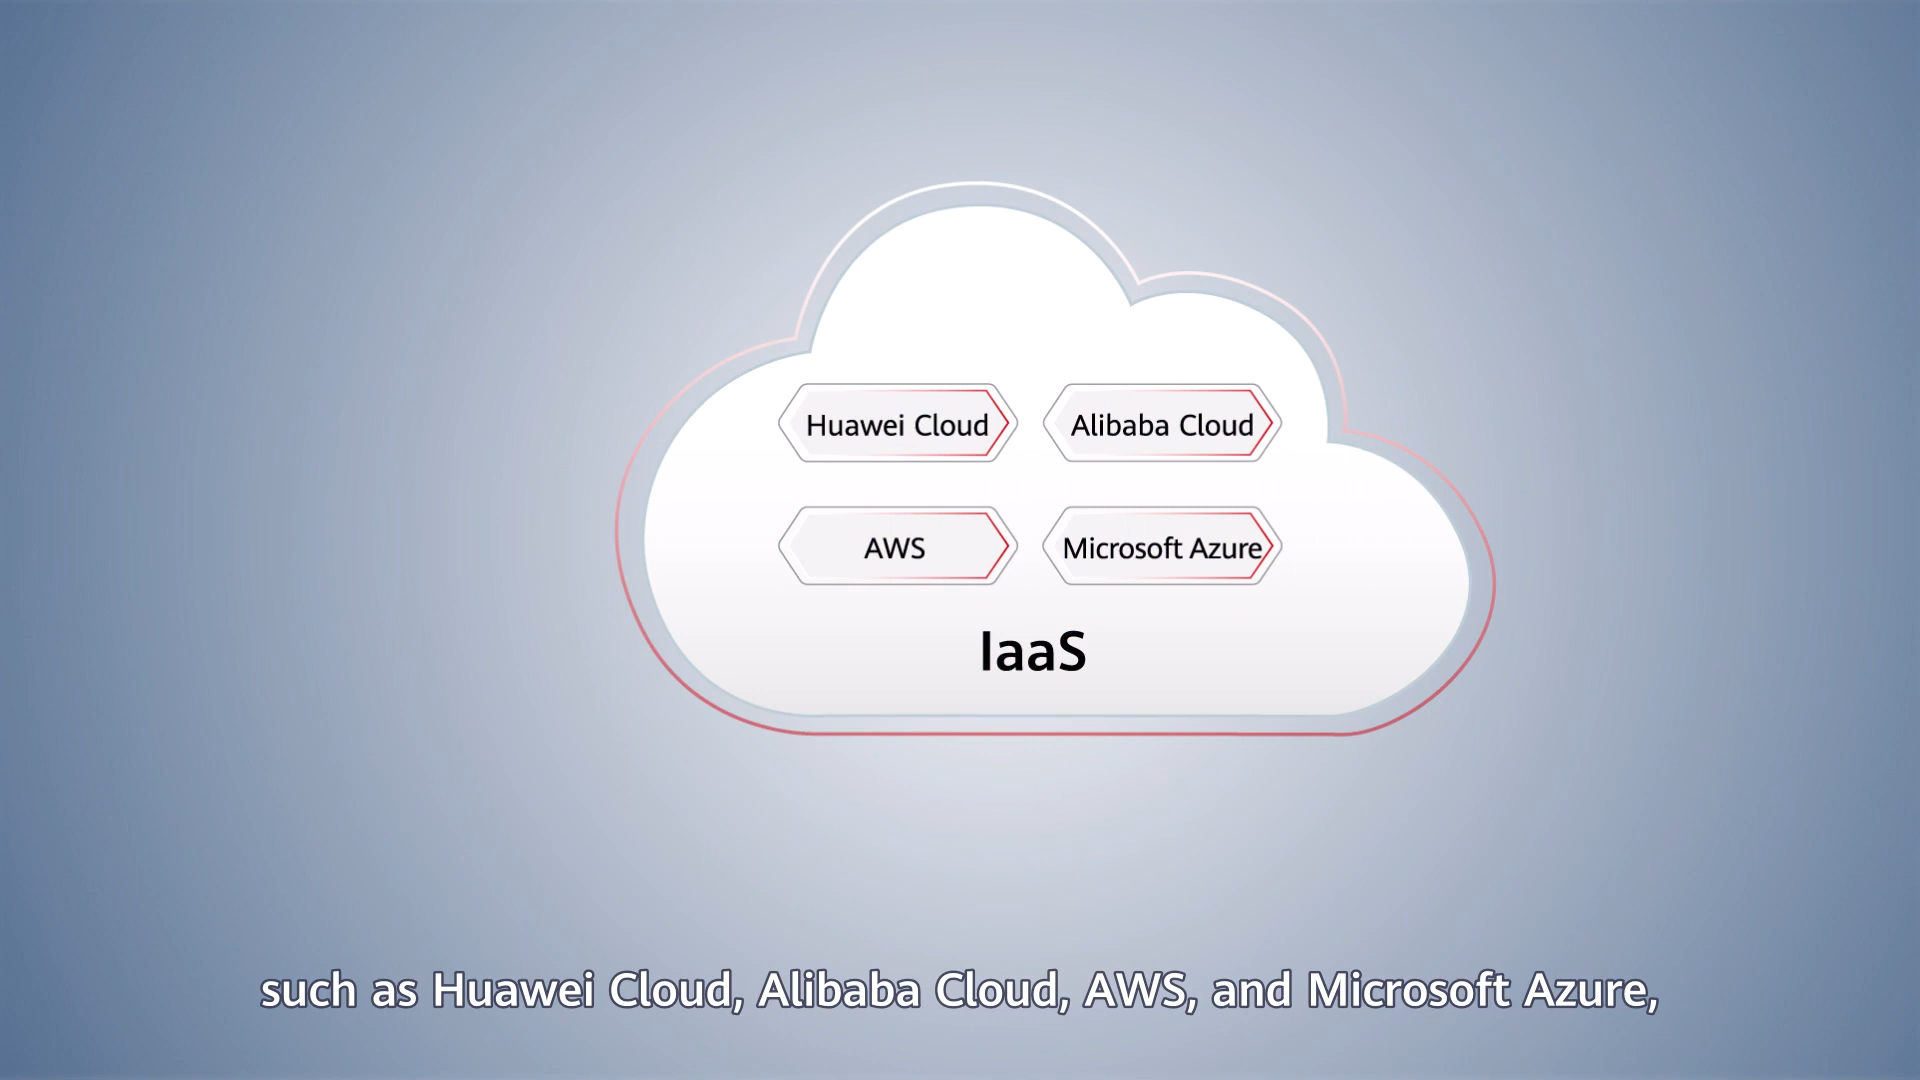 Huawei Cloud
Alibaba Cloud
AWS
Microsoft Azure
IaaS
such as Huawei Cloud, Alibaba Cloud, AWS, and Microsoft Azure,